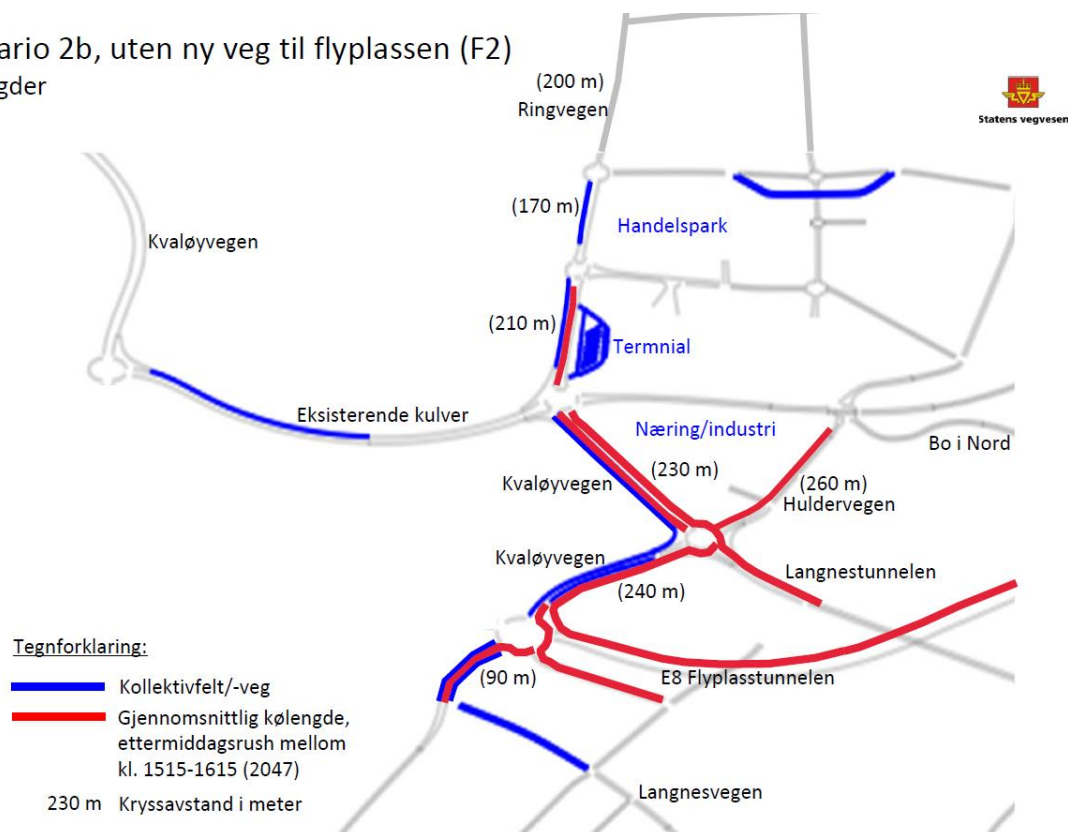 ario 2b, uten ny veg til flyplassen (F2)
gder
(200 m)
Ringvegen
Statens vegvesen
(170 m)
Kvaløyvegen
Handelspark
(210 m)
Termnial
Eksisterende kulver
Næring/industri
Bo i Nord
(230 m)
Kvaløyvegen
(260 m)
Huldervegen
Kvaløyvegen
Langnestunnelen
(240 m)
Tegnforklaring:
(90 m)
E8 Flyplasstunnelen
Kollektivfelt/-veg
Gjennomsnittlig kølengde,
ettermiddagsrush mellom
kl. 1515-1615 (2047)
230 m Kryssavstand i meter
Langnesvegen